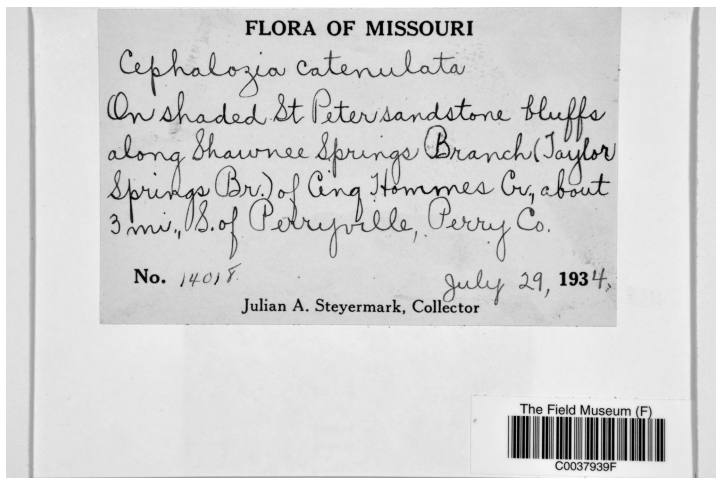 FLORA OF MISSOURI
Cephalozia catenulata
On shaded St Peter sandstone bluffs
along Shawnee Springs Branch (Taylor
Springs Br.) of Cinq Hommes Cr., about
3 mi., S. of Perryville, Perry Co.
No. 14018 July 29, 1934,
Julian A. Steyermark, Collector
The Field Museum (F)
C0037939F